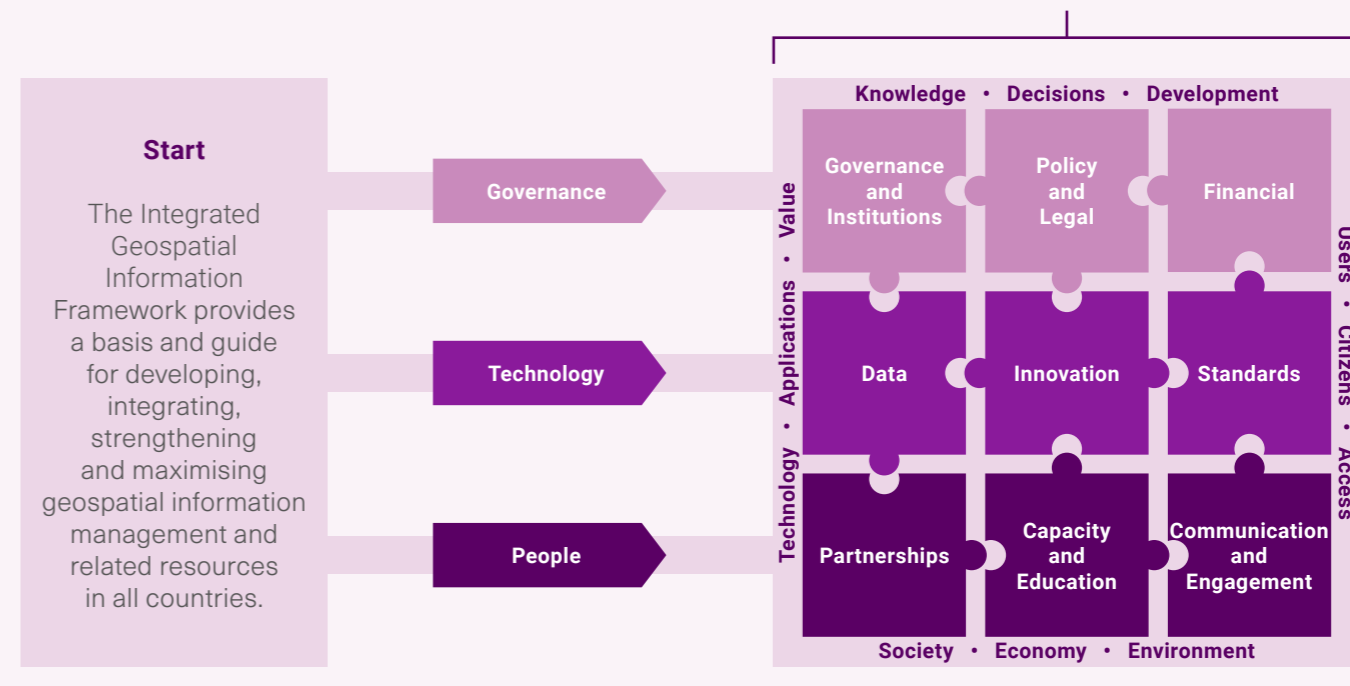 Start
The Integrated
Geospatial
Information
Framework provides
a basis and guide
for developing,
integrating,
strengthening
and maximising
geospatial information
management and
related resources
in all countries.
Governance
Technology
People
Knowledge • Decisions • Development
Technology • Applications • Value
Governance
and
Institutions
Policy
and
Legal
Financial
Data
Innovation
Standards
Partnerships
Capacity
and
Education
Communication
and
Engagement
Users • Citizens • Access
Society • Economy • Environment